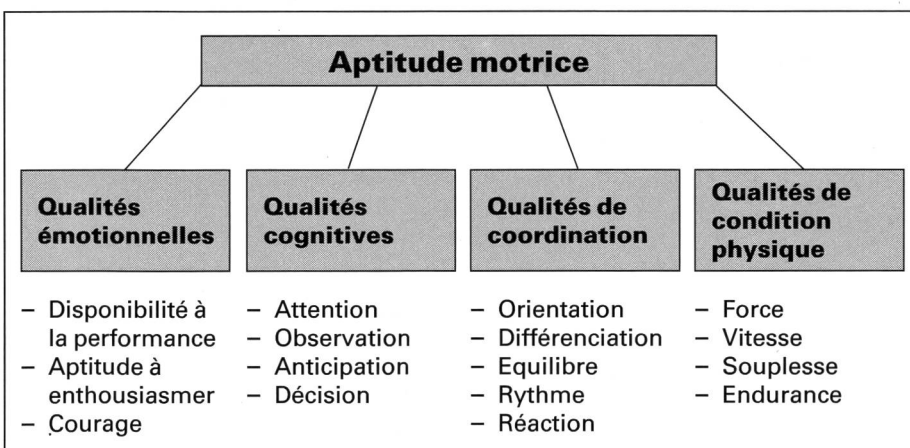 Aptitude motrice
Qualités
émotionnelles
– Disponibilité à
la performance
– Aptitude à
enthousiasmer
– Courage
Qualités
cognitives
– Attention
– Observation
– Anticipation
– Décision
Qualités de
coordination
– Orientation
– Différenciation
– Equilibre
– Rythme
– Réaction
Qualités de
condition
physique
– Force
– Vitesse
– Souplesse
– Endurance